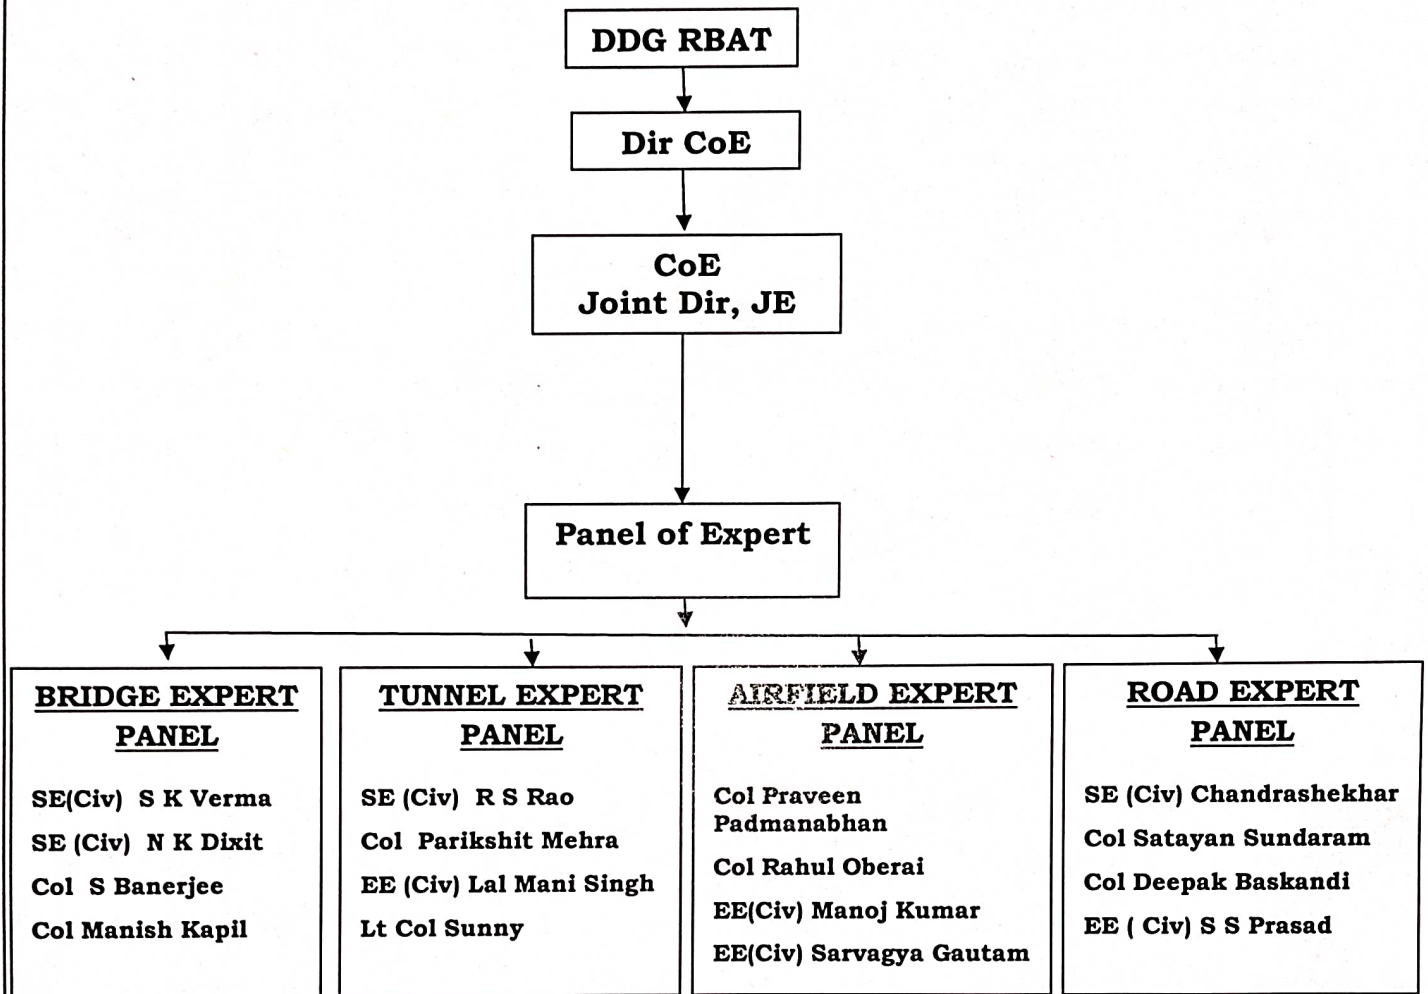 DDG RBAT
Dir CoE
CoE
Joint Dir, JE
Panel of Expert
BRIDGE EXPERT
PANEL
SE(Civ) S K Verma
SE (Civ) N K Dixit
Col S Banerjee
Col Manish Kapil
TUNNEL EXPERT
PANEL
SE (Civ) R S Rao
Col Parikshit Mehra
EE (Civ) Lal Mani Singh
Lt Col Sunny
AIRFIELD EXPERT
PANEL
Col Praveen
Padmanabhan
Col Rahul Oberai
EE(Civ) Manoj Kumar
EE(Civ) Sarvagya Gautam
ROAD EXPERT
PANEL
SE (Civ) Chandrashekhar
Col Satayan Sundaram
Col Deepak Baskandi
EE ( Civ) S S Prasad